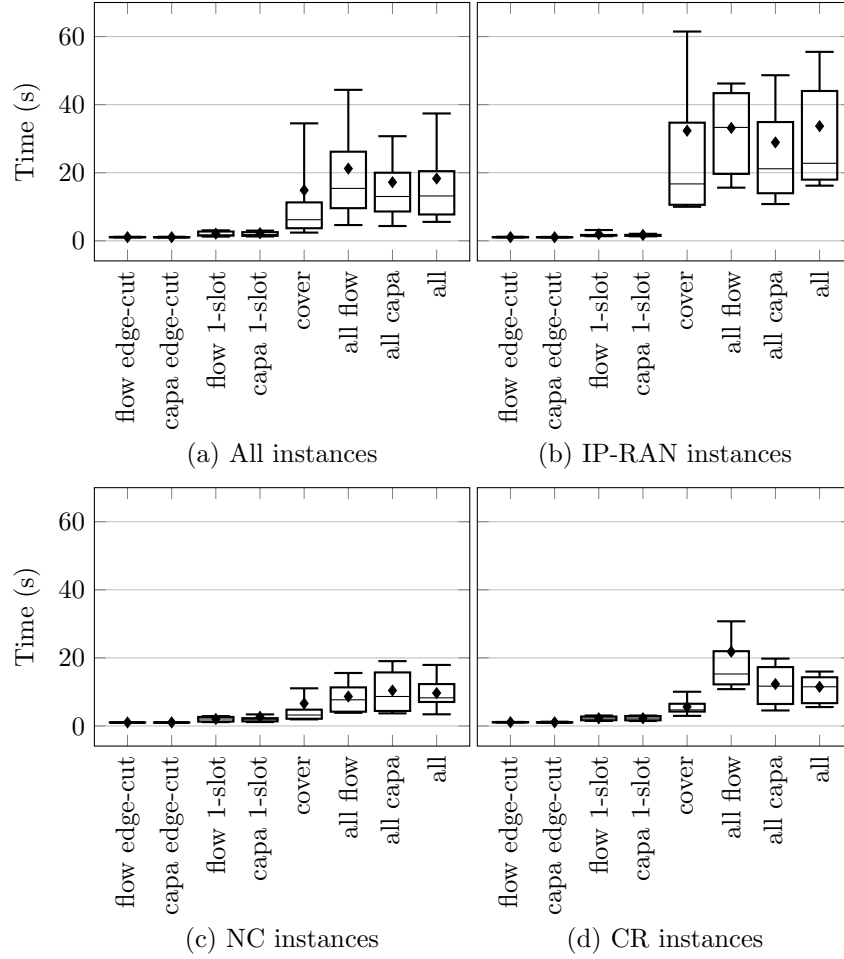 60
40
20
0
Time (s)
flow edge-cut
capa edge-cut
flow 1-slot
capa 1-slot
cover
all flow
all capa
all
(a) All instances
flow edge-cut
capa edge-cut
flow 1-slot
capa 1-slot
cover
all flow
all capa
all
(b) IP-RAN instances
60
40
20
0
Time (s)
flow edge-cut
capa edge-cut
flow 1-slot
capa 1-slot
cover
all flow
all capa
all
(c) NC instances
flow edge-cut
capa edge-cut
flow 1-slot
capa 1-slot
cover
all flow
all capa
all
(d) CR instances